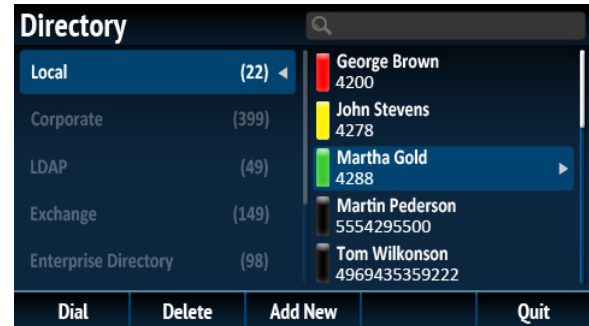 Directory
Local (22)
Corporate (399)
LDAP (49)
Exchange (149)
Enterprise Directory (98)
George Brown
4200
John Stevens
4278
Martha Gold
4288
Martin Pederson
5554295500
Tom Wilkonson
4969435359222
Dial Delete Add New Quit